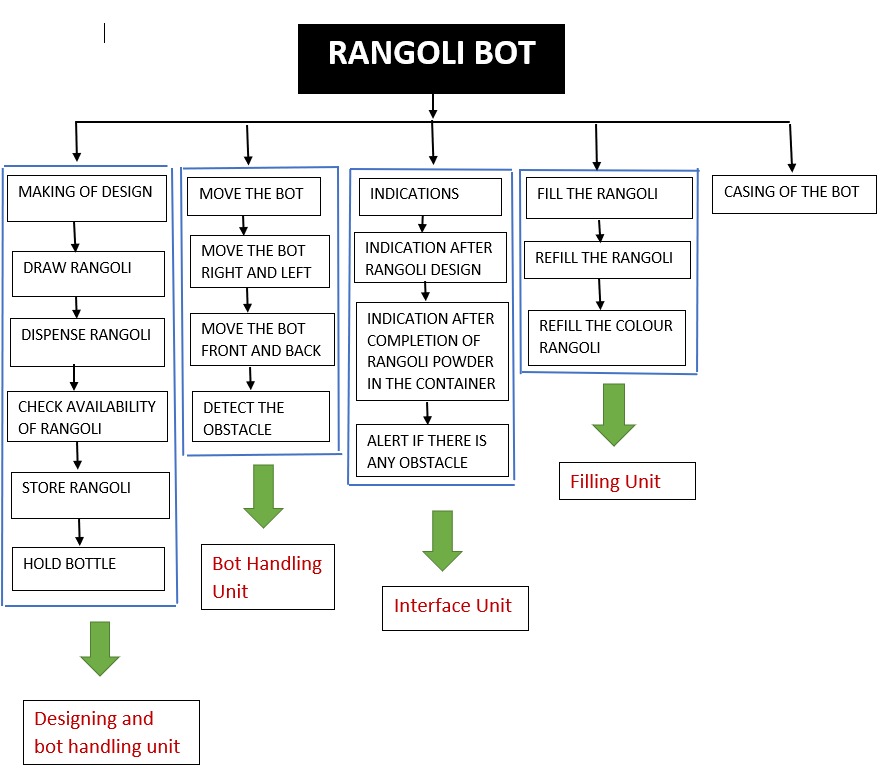 RANGOLI BOT
MAKING OF DESIGN
DRAW RANGOLI
DISPENSE RANGOLI
CHECK AVAILABILITY
OF RANGOLI
STORE RANGOLI
HOLD BOTTLE
Designing and
bot handling unit
MOVE THE BOT
MOVE THE BOT
RIGHT AND LEFT
MOVE THE BOT
FRONT AND BACK
DETECT THE
OBSTACLE
Bot Handling
Unit
INDICATIONS
INDICATION AFTER
RANGOLI DESIGN
INDICATION AFTER
COMPLETION OF
RANGOLI POWDER
IN THE CONTAINER
ALERT IF THERE IS
ANY OBSTACLE
Interface Unit
FILL THE RANGOLI
REFILL THE RANGOLI
REFILL THE COLOUR
RANGOLI
Filling Unit
CASING OF THE BOT